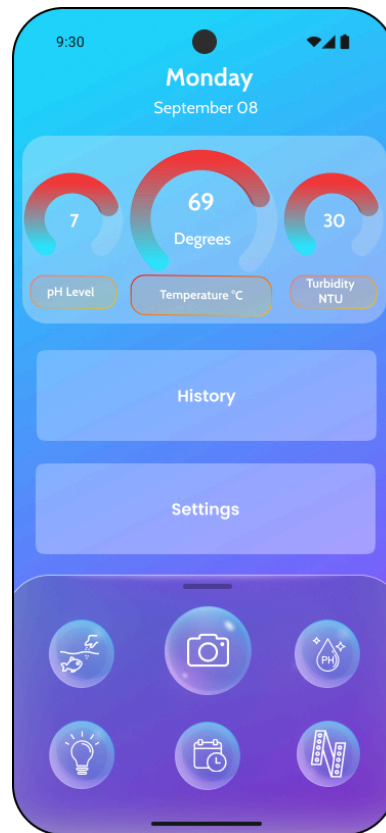 9:30
Monday
September 08
7
69
Degrees
30
pH Level
Temperature °C
Turbidity
NTU
History
Settings
PH